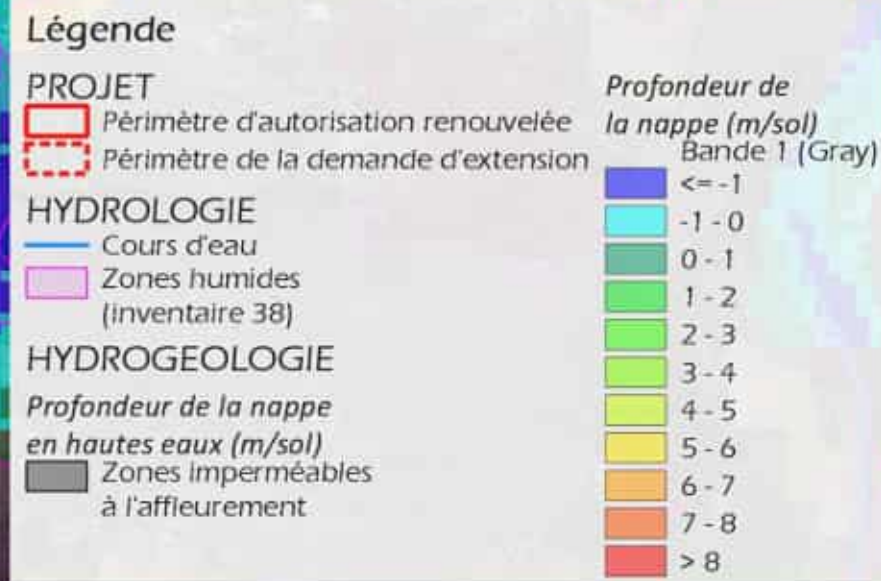 Légende
PROJET
Périmètre d'autorisation renouvelée
Périmètre de la demande d'extension
HYDROLOGIE
Cours d'eau
Zones humides
(inventaire 38)
HYDROGEOLOGIE
Profondeur de la nappe
en hautes eaux (m/sol)
Zones imperméables
à l'affleurement
Profondeur de
la nappe (m/sol)
Bande 1 (Gray)
<= -1
-1 - 0
0 - 1
1 - 2
2 - 3
3 - 4
4 - 5
5 - 6
6 - 7
7 - 8
> 8